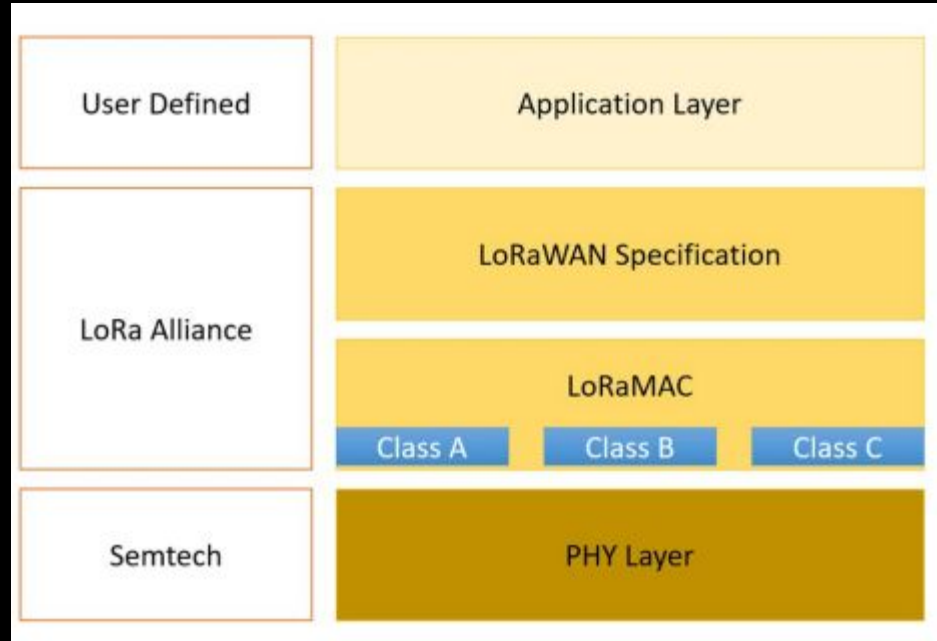 User Defined
Application Layer
LoRa Alliance
LoRaWAN Specification
LoRaMAC
Class A
Class B
Class C
Semtech
PHY Layer